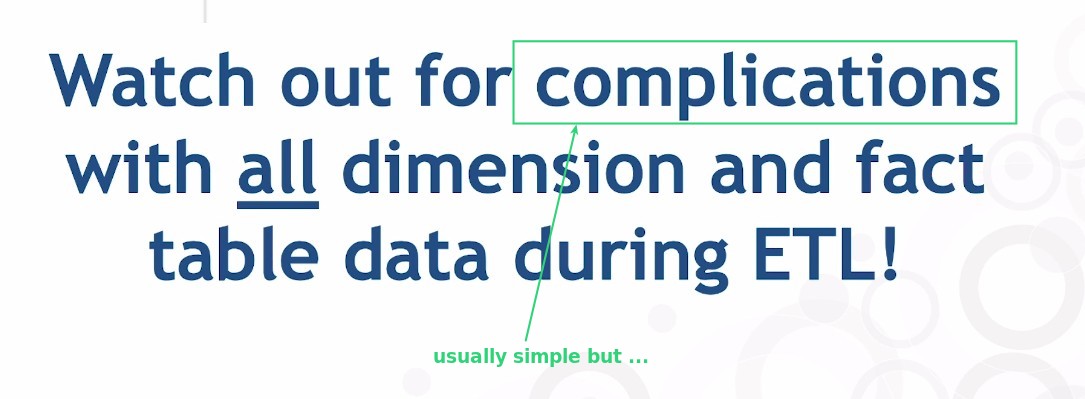 Watch out for complications
with all dimension and fact
table data during ETL!
usually simple but ...